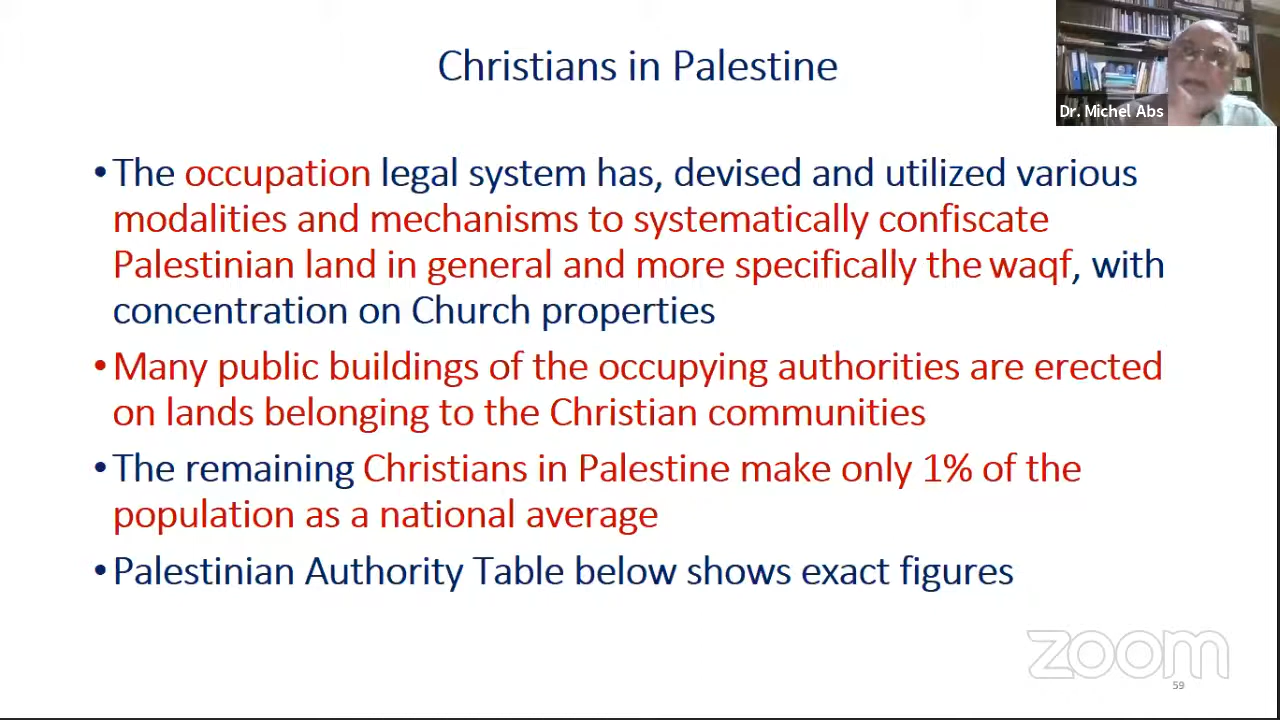 Christians in Palestine
Dr. Michel Abs
•The occupation legal system has, devised and utilized various
modalities and mechanisms to systematically confiscate
Palestinian land in general and more specifically the waqf, with
concentration on Church properties
•Many public buildings of the occupying authorities are erected
on lands belonging to the Christian communities
•The remaining Christians in Palestine make only 1% of the
population as a national average
•Palestinian Authority Table below shows exact figures
zoom
59